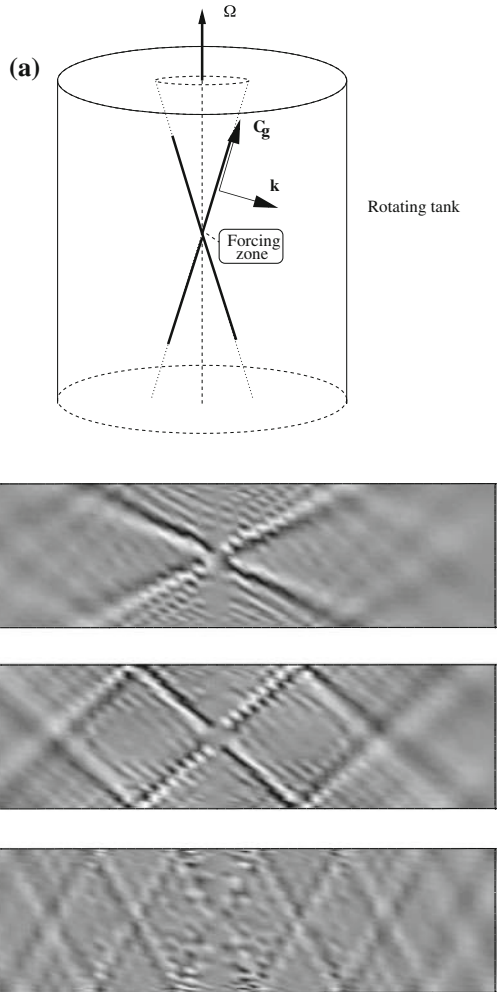 Ω
(a)
Cg
k
Rotating tank
Forcing
zone